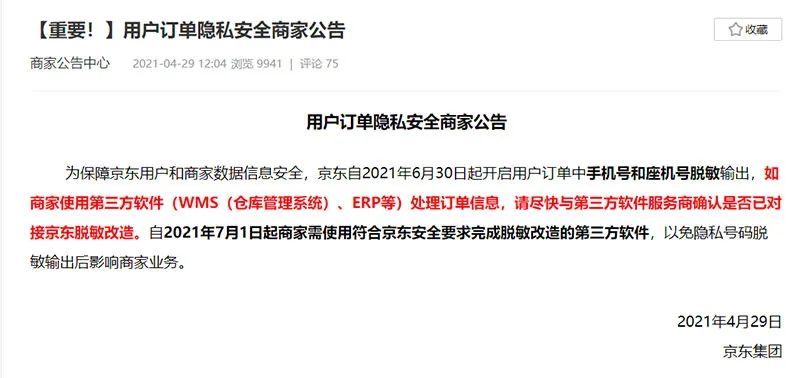 【重要！】用户订单隐私安全商家公告
收藏
商家公告中心 2021-04-29 12:04 浏览 9941 | 评论 75
用户订单隐私安全商家公告
为保障京东用户和商家数据信息安全，京东自2021年6月30日起开启用户订单中手机号和座机号脱敏输出，如
商家使用第三方软件（WMS（仓库管理系统）、ERP等）处理订单信息，请尽快与第三方软件服务商确认是否已对
接京东脱敏改造。自2021年7月1日起商家需使用符合京东安全要求完成脱敏改造的第三方软件，以免隐私号码脱
敏输出后影响商家业务。
2021年4月29日
京东集团